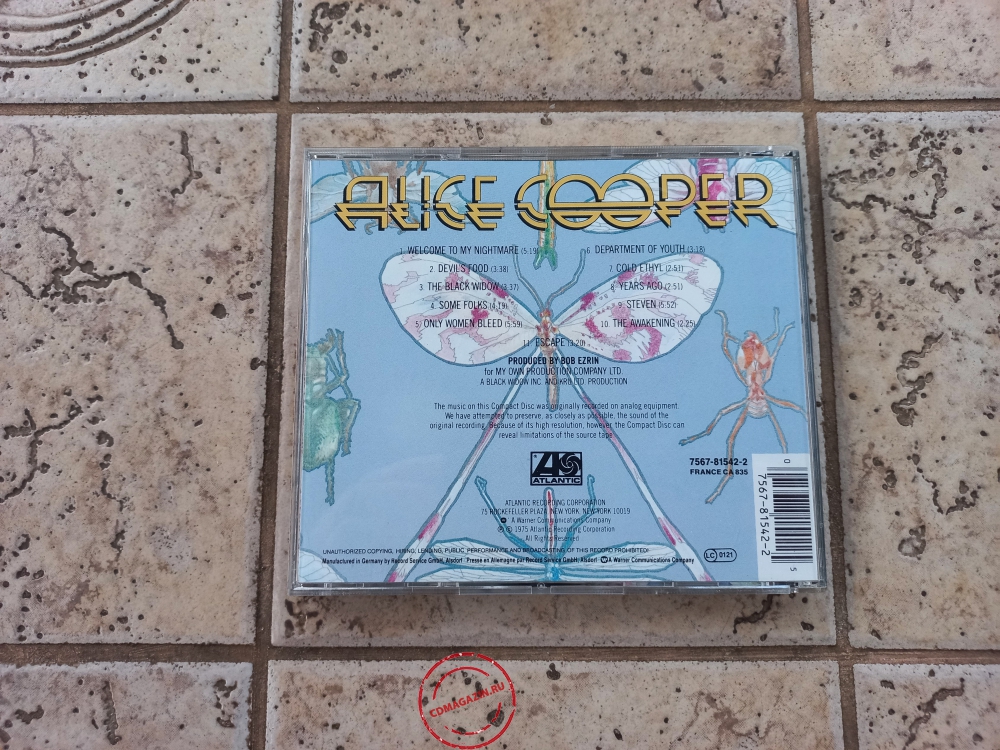 ALICE COOPER
1. WELCOME TO MY NIGHTMARE (5.19)
2. DEVIL'S FOOD (3:38)
3. THE BLACK WIDOW (3.37)
4. SOME FOLKS (4.19)
5. ONLY WOMEN BLEED (5:59)
6. DEPARTMENT OF YOUTH (3:18)
7. COLD ETHYL (2:51)
8. YEARS AGO (2:51)
9. STEVEN (5:52)
10. THE AWAKENING (2:25)
11. ESCAPE (3:20)
PRODUCED BY BOB EZRIN
for MY OWN PRODUCTION COMPANY LTD.
A BLACK WIDOW INC. AND KRB LTD. PRODUCTION
The music on this Compact Disc was originally recorded on analog equipment.
We have attempted to preserve, as closely as possible, the sound of the
original recording. Because of its high resolution, however, the Compact Disc can
reveal limitations of the source tape.
7567-81542-2
FRANCE CA 835
ATLANTIC
ATLANTIC RECORDING CORPORATION
75 ROCKEFELLER PLAZA, NEW YORK, NEW YORK 10019
A Warner Communications Company
℗ © 1975 Atlantic Recording Corporation
All Rights Reserved
UNAUTHORIZED COPYING, HIRING, LENDING, PUBLIC PERFORMANCE AND BROADCASTING OF THIS RECORD PROHIBITED!
Manufactured in Germany by Record Service GmbH, Alsdorf · Presse en Allemagne par Record Service GmbH, Alsdorf · A Warner Communications Company
LC 0121
0
7567-81542-2
5
CDMAGAZIN.RU